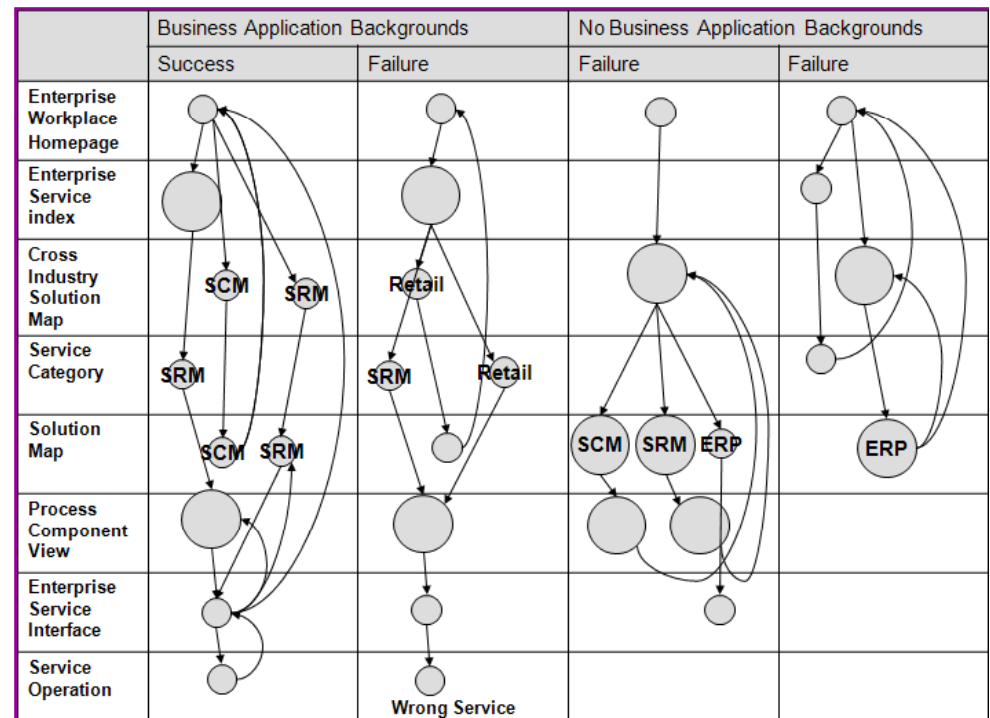 Business Application Backgrounds
No Business Application Backgrounds
Success
Failure
Failure
Failure
Enterprise
Workplace
Homepage
Enterprise
Service
index
Cross
Industry
Solution
Map
SCM
SRM
Retail
Service
Category
SRM
SRM
Retail
Solution
Map
SCM
SRM
SCM
SRM
ERP
ERP
Process
Component
View
Enterprise
Service
Interface
Service
Operation
Wrong Service